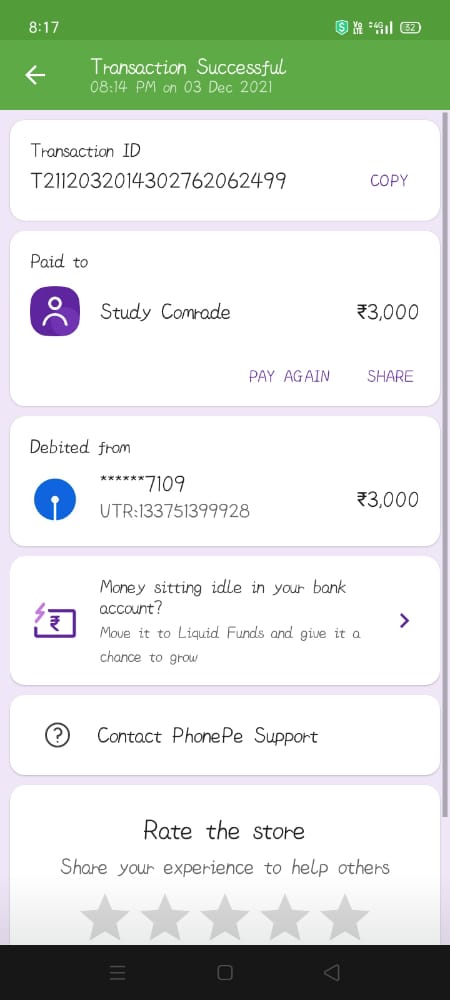 8:17
Vo LTE 4G 32
Transaction Successful
08:14 PM on 03 Dec 2021
Transaction ID
T2112032014302762062499 COPY
Paid to
Study Comrade ₹3,000
PAY AGAIN SHARE
Debited from
******7109
UTR:133751399928 ₹3,000
Money sitting idle in your bank
account?
Move it to Liquid Funds and give it a
chance to grow
Contact PhonePe Support
Rate the store
Share your experience to help others